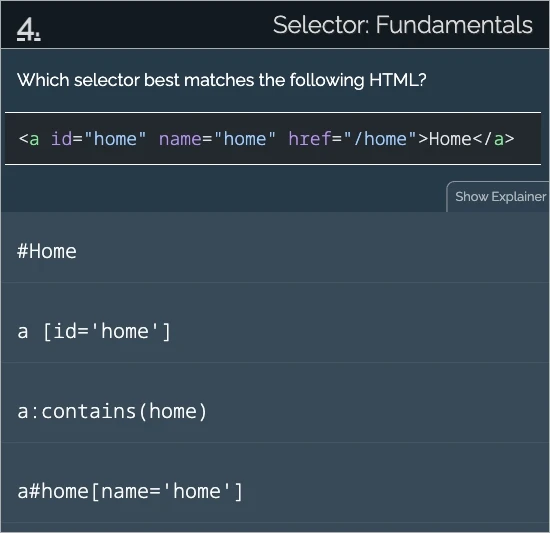 4.
Selector: Fundamentals
Which selector best matches the following HTML?
<a id="home" name="home" href="/home">Home</a>
Show Explainer
#Home
a [id='home']
a:contains(home)
a#home[name='home']